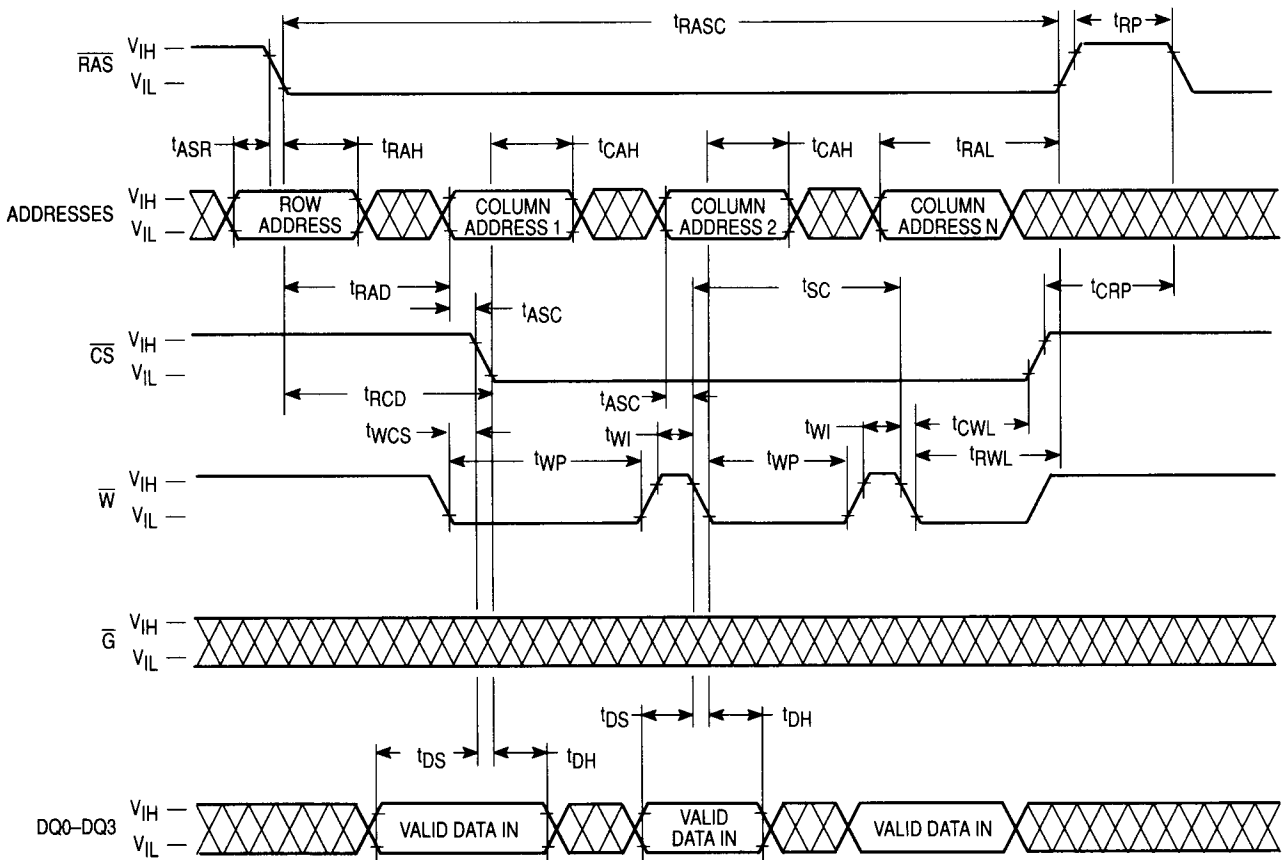 tRASC
tRP
RAS
VIH
VIL
tASR
tRAH
tCAH
tCAH
tRAL
ADDRESSES
VIH
VIL
ROW
ADDRESS
COLUMN
ADDRESS 1
COLUMN
ADDRESS 2
COLUMN
ADDRESS N
tRAD
tASC
tSC
tCRP
CS
VIH
VIL
tRCD
tASC
tWCS
tWP
tWI
tWP
tWI
tCWL
tRWL
W
VIH
VIL
G
VIH
VIL
tDS
tDH
tDS
tDH
DQ0–DQ3
VIH
VIL
VALID DATA IN
VALID
DATA IN
VALID DATA IN